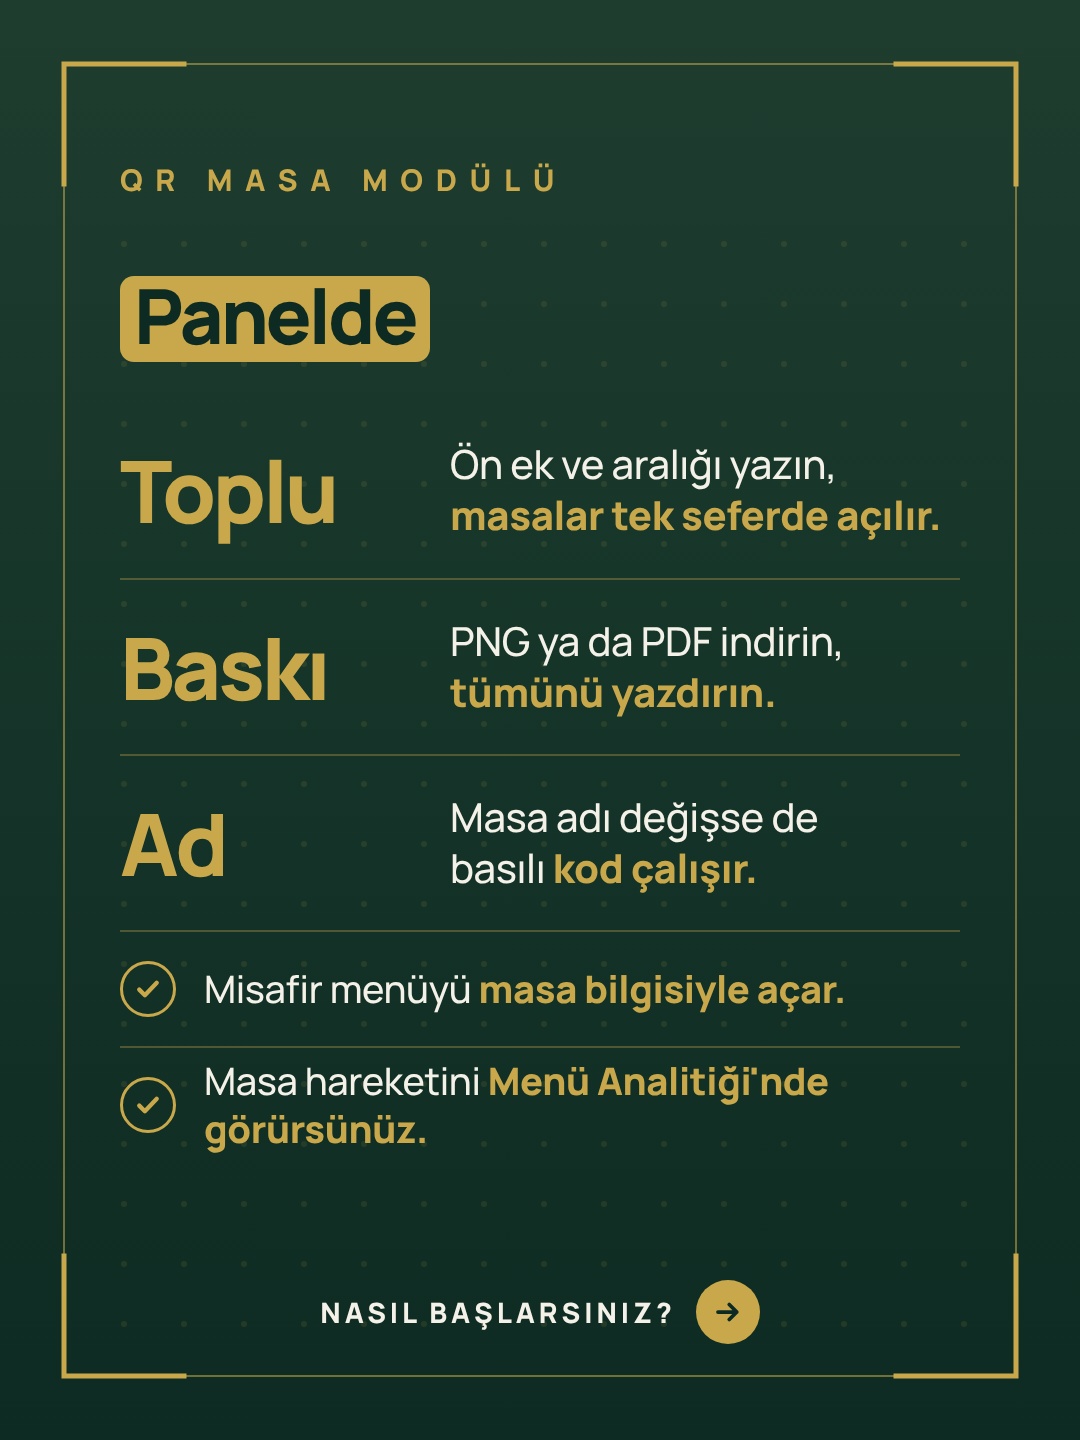 QR MASA MODÜLÜ
Panelde
Toplu
Ön ek ve aralığı yazın,
masalar tek seferde açılır.
Baskı
PNG ya da PDF indirin,
tümünü yazdırın.
Ad
Masa adı değişse de
basılı kod çalışır.
Misafir menüyü masa bilgisiyle açar.
Masa hareketini Menü Analitiği'nde
görürsünüz.
NASIL BAŞLARSINIZ?